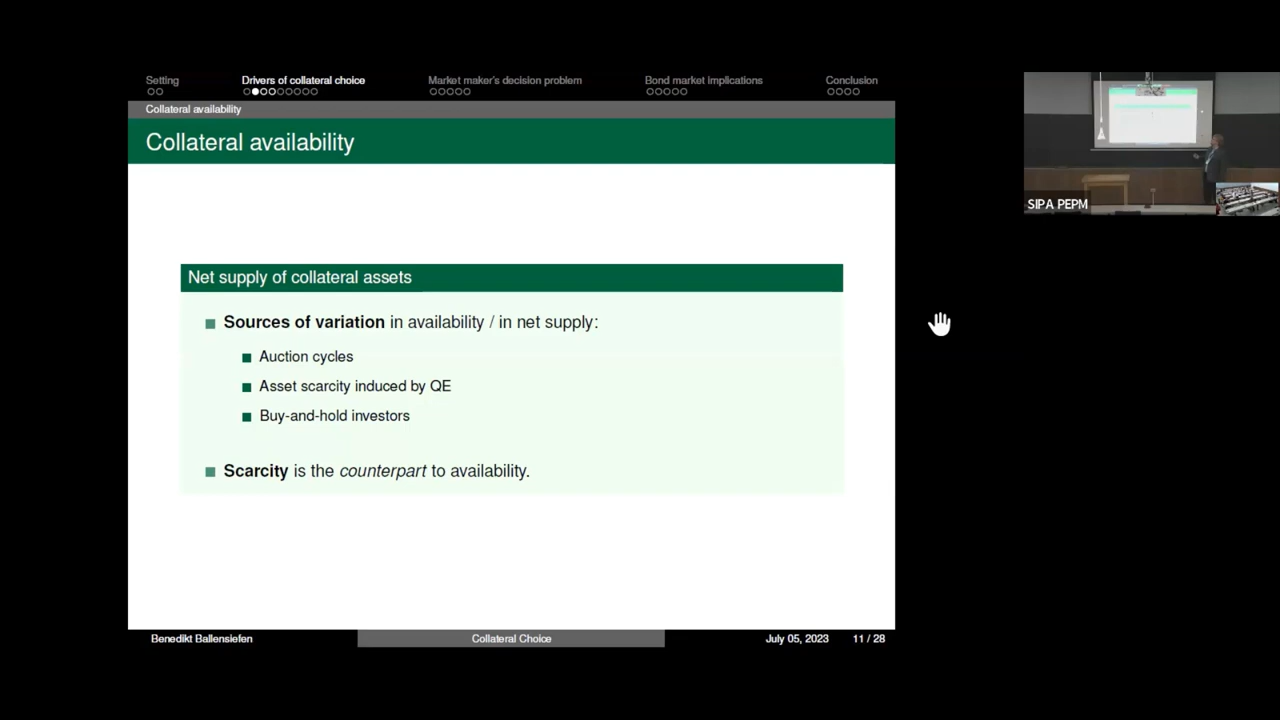 Setting
Drivers of collateral choice
Market maker's decision problem
Bond market implications
Conclusion
Collateral availability
Collateral availability
Net supply of collateral assets
Sources of variation in availability / in net supply:
Auction cycles
Asset scarcity induced by QE
Buy-and-hold investors
Scarcity is the counterpart to availability.
Benedikt Ballensiefen
Collateral Choice
July 05, 2023
11 / 28
SIPA PEPM